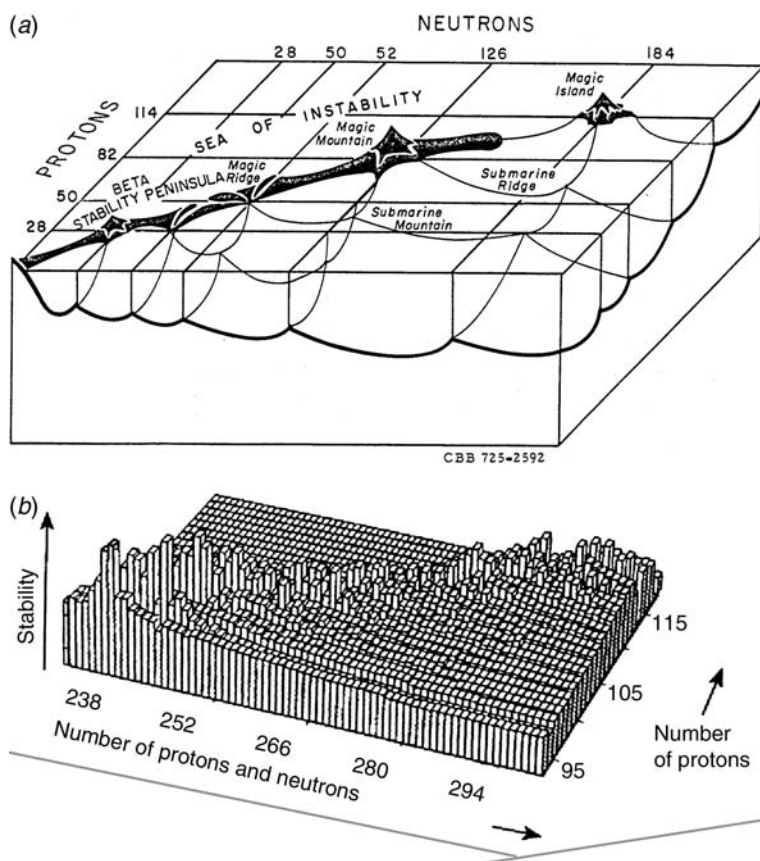 (a)
NEUTRONS
28 50 52 126 184
PROTONS
114
82
50
28
SEA OF INSTABILITY
Magic
Island
Magic
Mountain
Magic
Ridge
BETA
STABILITY PENINSULA
Submarine
Ridge
Submarine
Mountain
CBB 725-2592
(b)
Stability
238 252 266 280 294
Number of protons and neutrons
115
105
95
Number
of protons